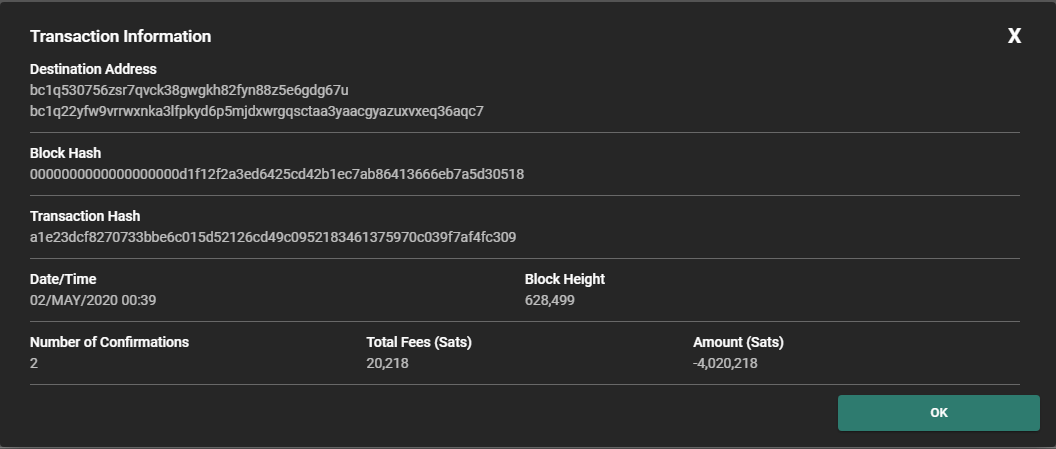 Transaction Information
X
Destination Address
bc1q530756zsr7qvck38gwgkh82fyn88z5e6gdg67u
bc1q22yfw9vrrwxnka3lfpkyd6p5mjdxwrgqsctaa3yaacgyazuxvxeq36aqc7
Block Hash
0000000000000000000d1f12f2a3ed6425cd42b1ec7ab86413666eb7a5d30518
Transaction Hash
a1e23dcf8270733bbe6c015d52126cd49c0952183461375970c039f7af4fc309
Date/Time
02/MAY/2020 00:39
Block Height
628,499
Number of Confirmations
2
Total Fees (Sats)
20,218
Amount (Sats)
-4,020,218
OK